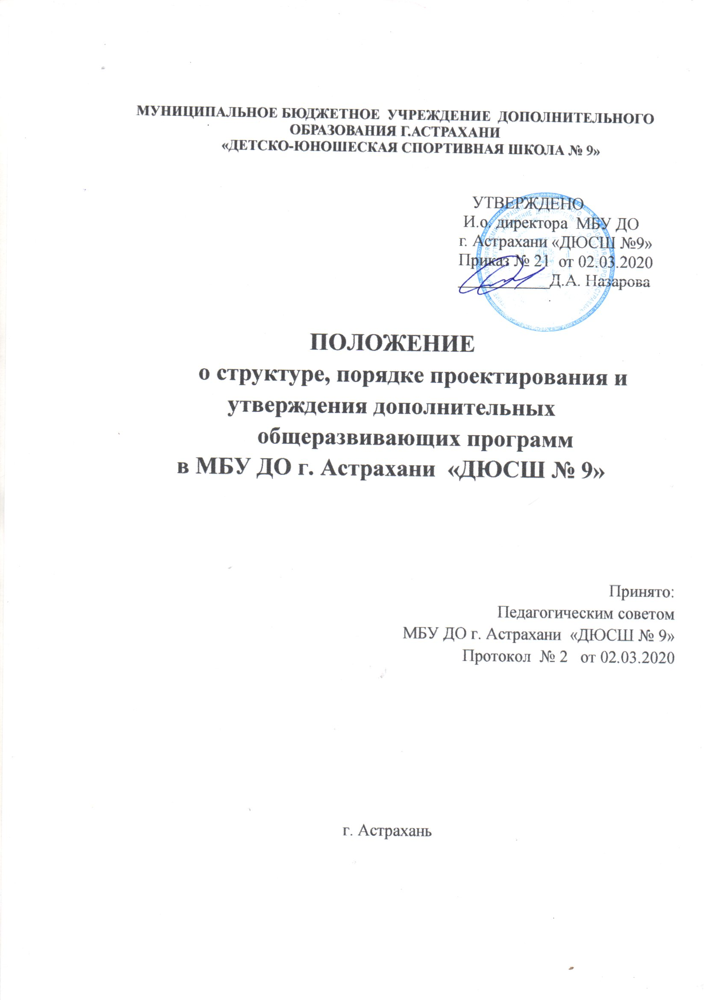 МУНИЦИПАЛЬНОЕ БЮДЖЕТНОЕ УЧРЕЖДЕНИЕ ДОПОЛНИТЕЛЬНОГО
ОБРАЗОВАНИЯ Г.АСТРАХАНИ
«ДЕТСКО-ЮНОШЕСКАЯ СПОРТИВНАЯ ШКОЛА № 9»
УТВЕРЖДЕНО
И.о. директора МБУ ДО
г. Астрахани «ДЮСШ №9»
Приказ № 21 от 02.03.2020
Д.А. Назарова
ПОЛОЖЕНИЕ
о структуре, порядке проектирования и
утверждения дополнительных
общеразвивающих программ
в МБУ ДО г. Астрахани «ДЮСШ № 9»
Принято:
Педагогическим советом
МБУ ДО г. Астрахани «ДЮСШ № 9»
Протокол № 2 от 02.03.2020
г. Астрахань